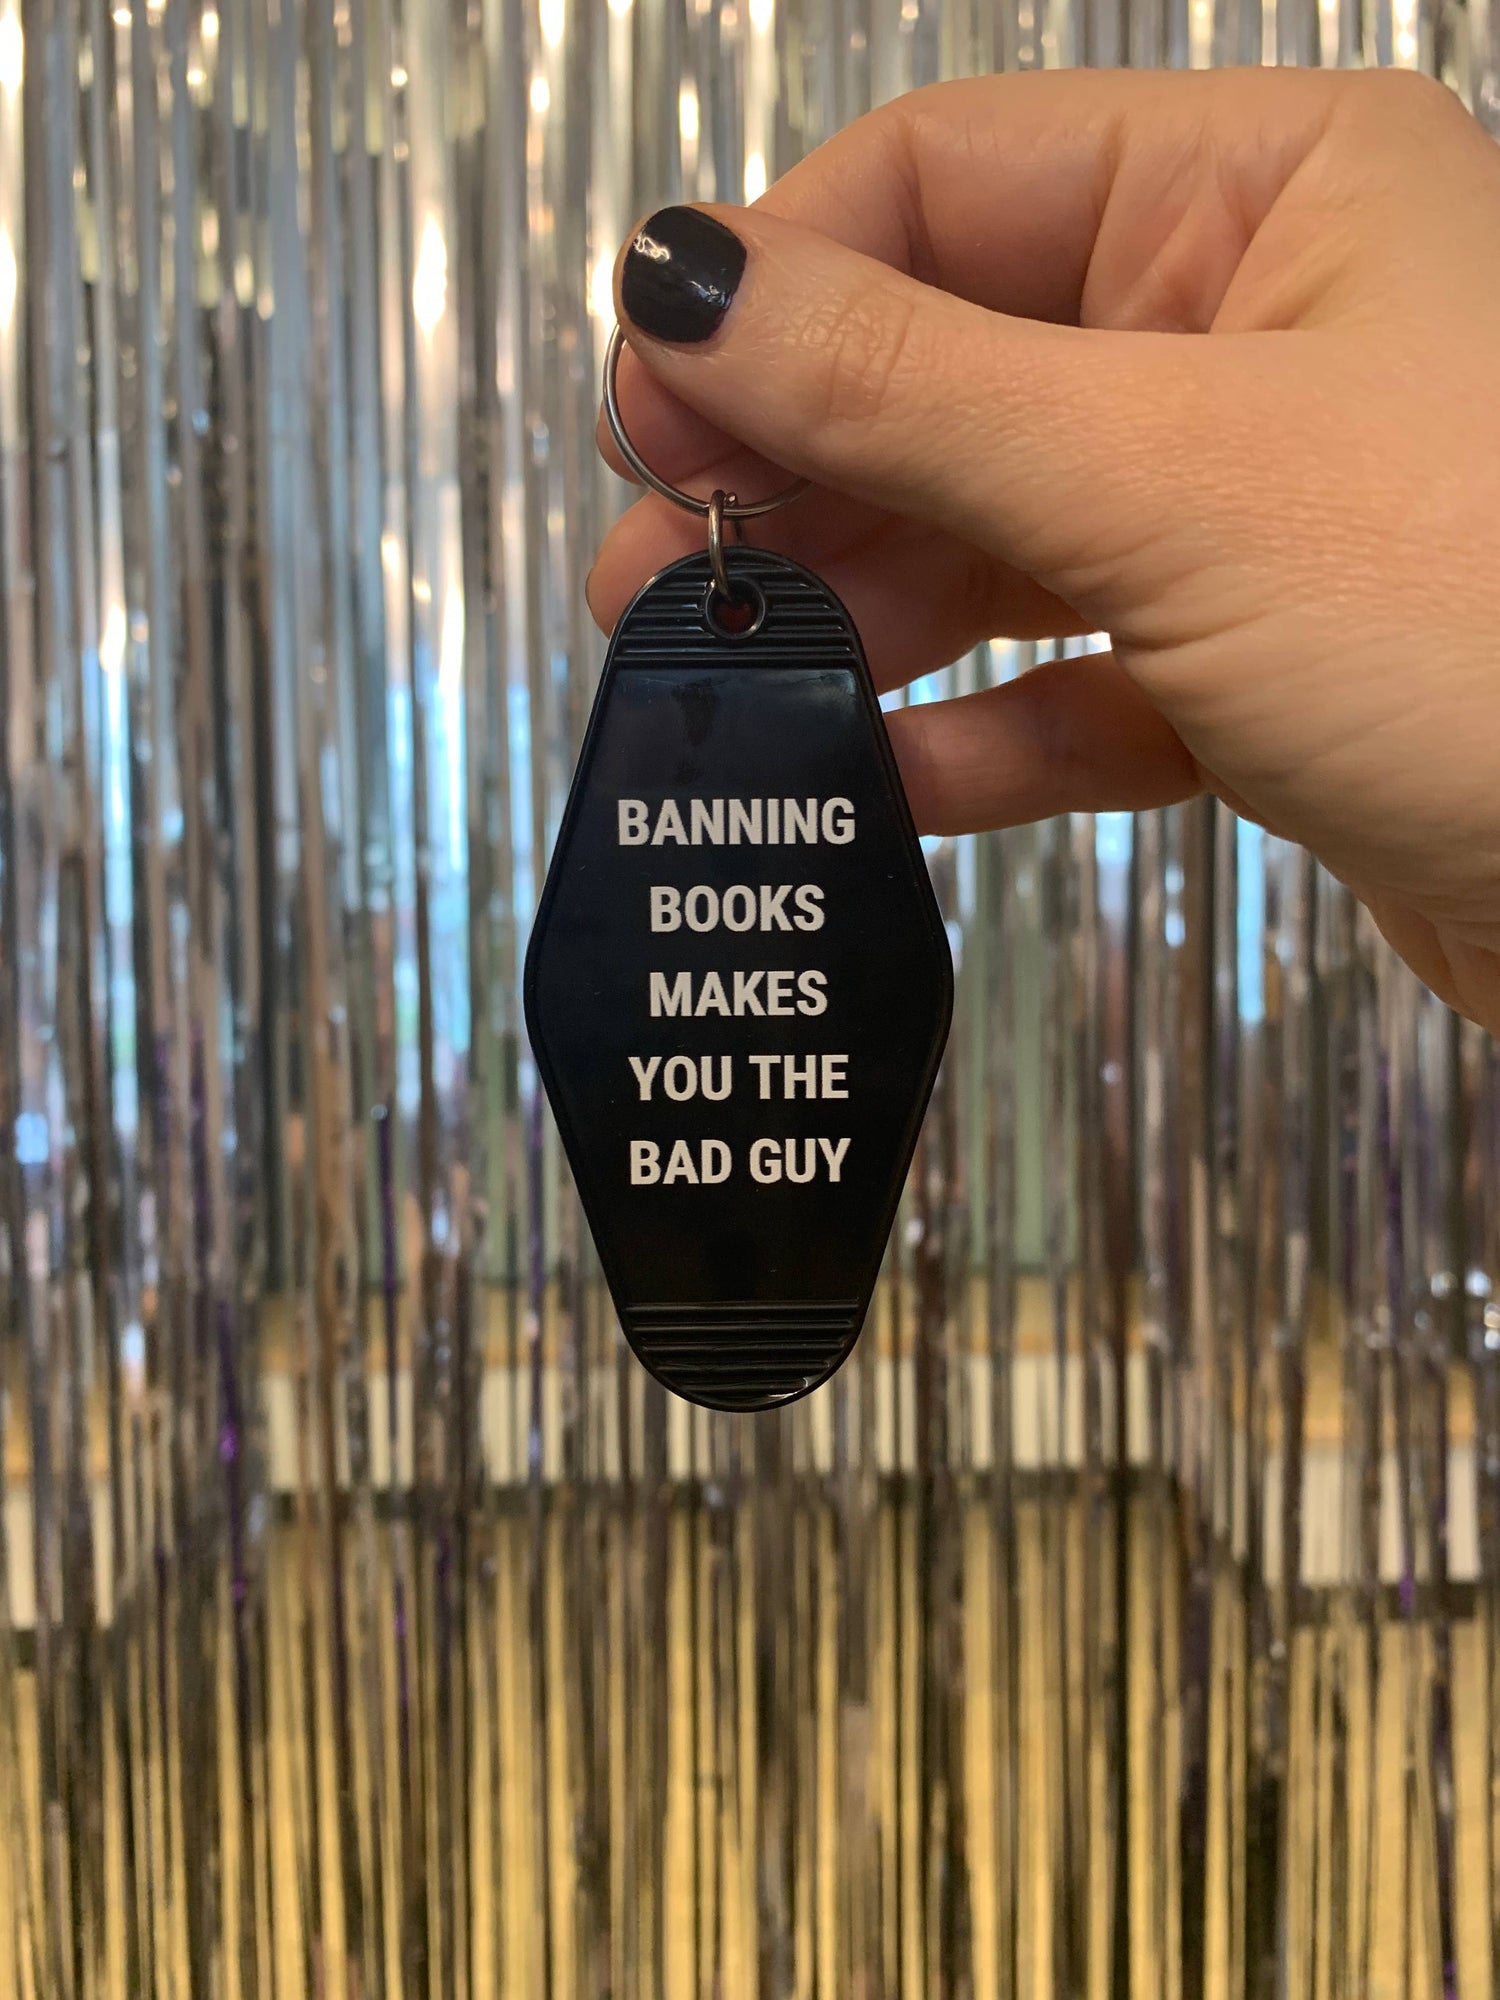 BANNING
BOOKS
MAKES
YOU THE
BAD GUY